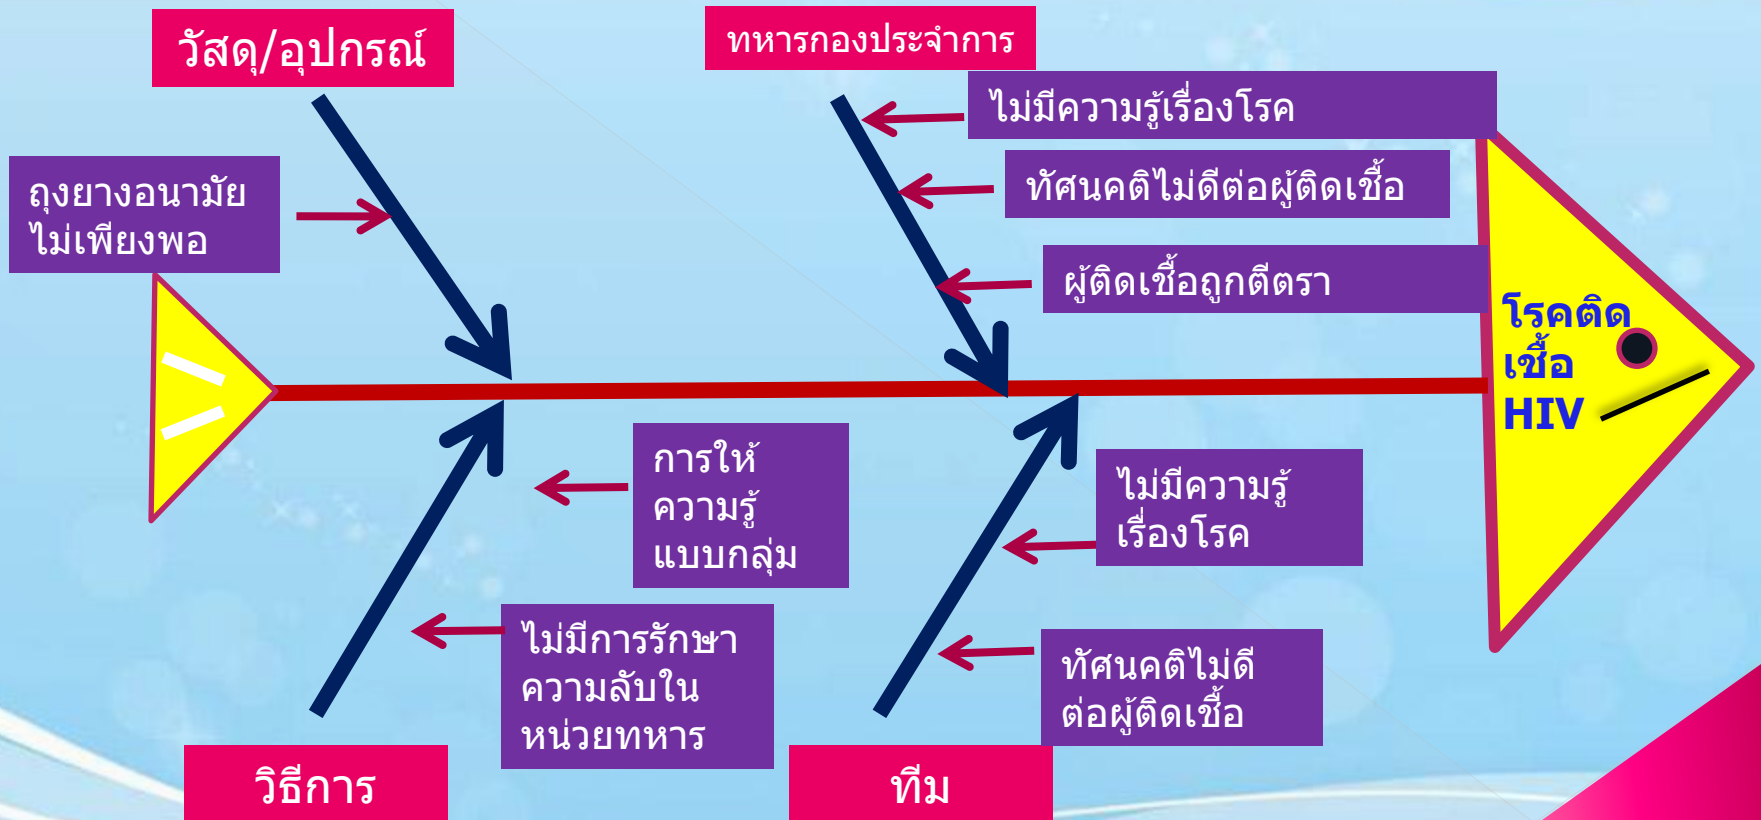 วัสดุ/อุปกรณ์
ทหารกองประจำการ
ไม่มีความรู้เรื่องโรค
ทัศนคติไม่ดีต่อผู้ติดเชื้อ
ผู้ติดเชื้อถูกตีตรา
ถุงยางอนามัย
ไม่เพียงพอ
โรคติด
เชื้อ
HIV
การให้
ความรู้
แบบกลุ่ม
ไม่มีความรู้
เรื่องโรค
ไม่มีการรักษา
ความลับใน
หน่วยทหาร
ทัศนคติไม่ดี
ต่อผู้ติดเชื้อ
วิธีการ
ทีม